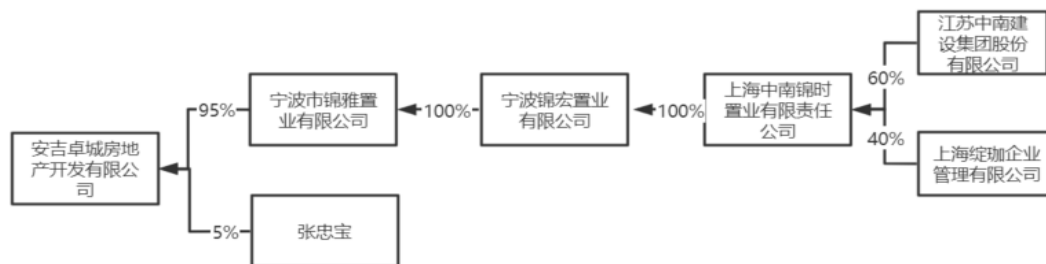 江苏中南建
设集团股份
有限公司
60%
宁波市锦雅置
业有限公司
宁波锦宏置业
有限公司
上海中南锦时
置业有限责任
公司
95%
100%
100%
40%
安吉卓城房地
产开发有限公
司
上海绽珈企业
管理有限公司
5%
张忠宝